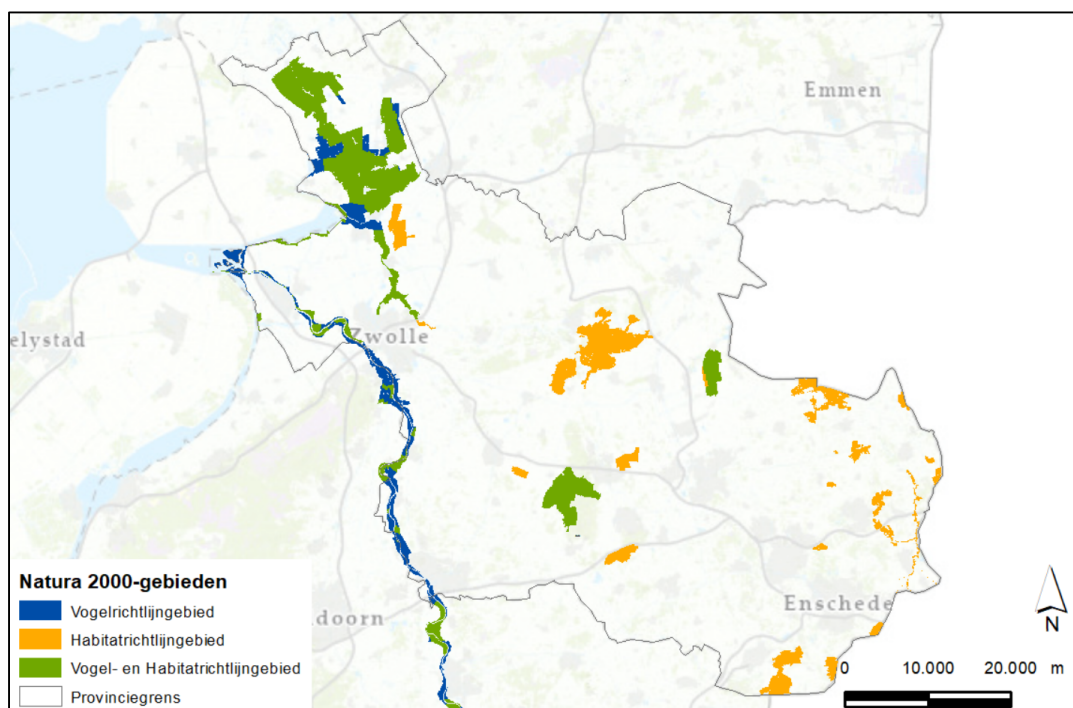 Emmen
elystad
Zwolle
Natura 2000-gebieden
Vogelrichtlijngebied
Habitatrichtlijngebied
Vogel- en Habitatrichtlijngebied
Provinciegrens
doorn
Enschede
N
0 10.000 20.000 m